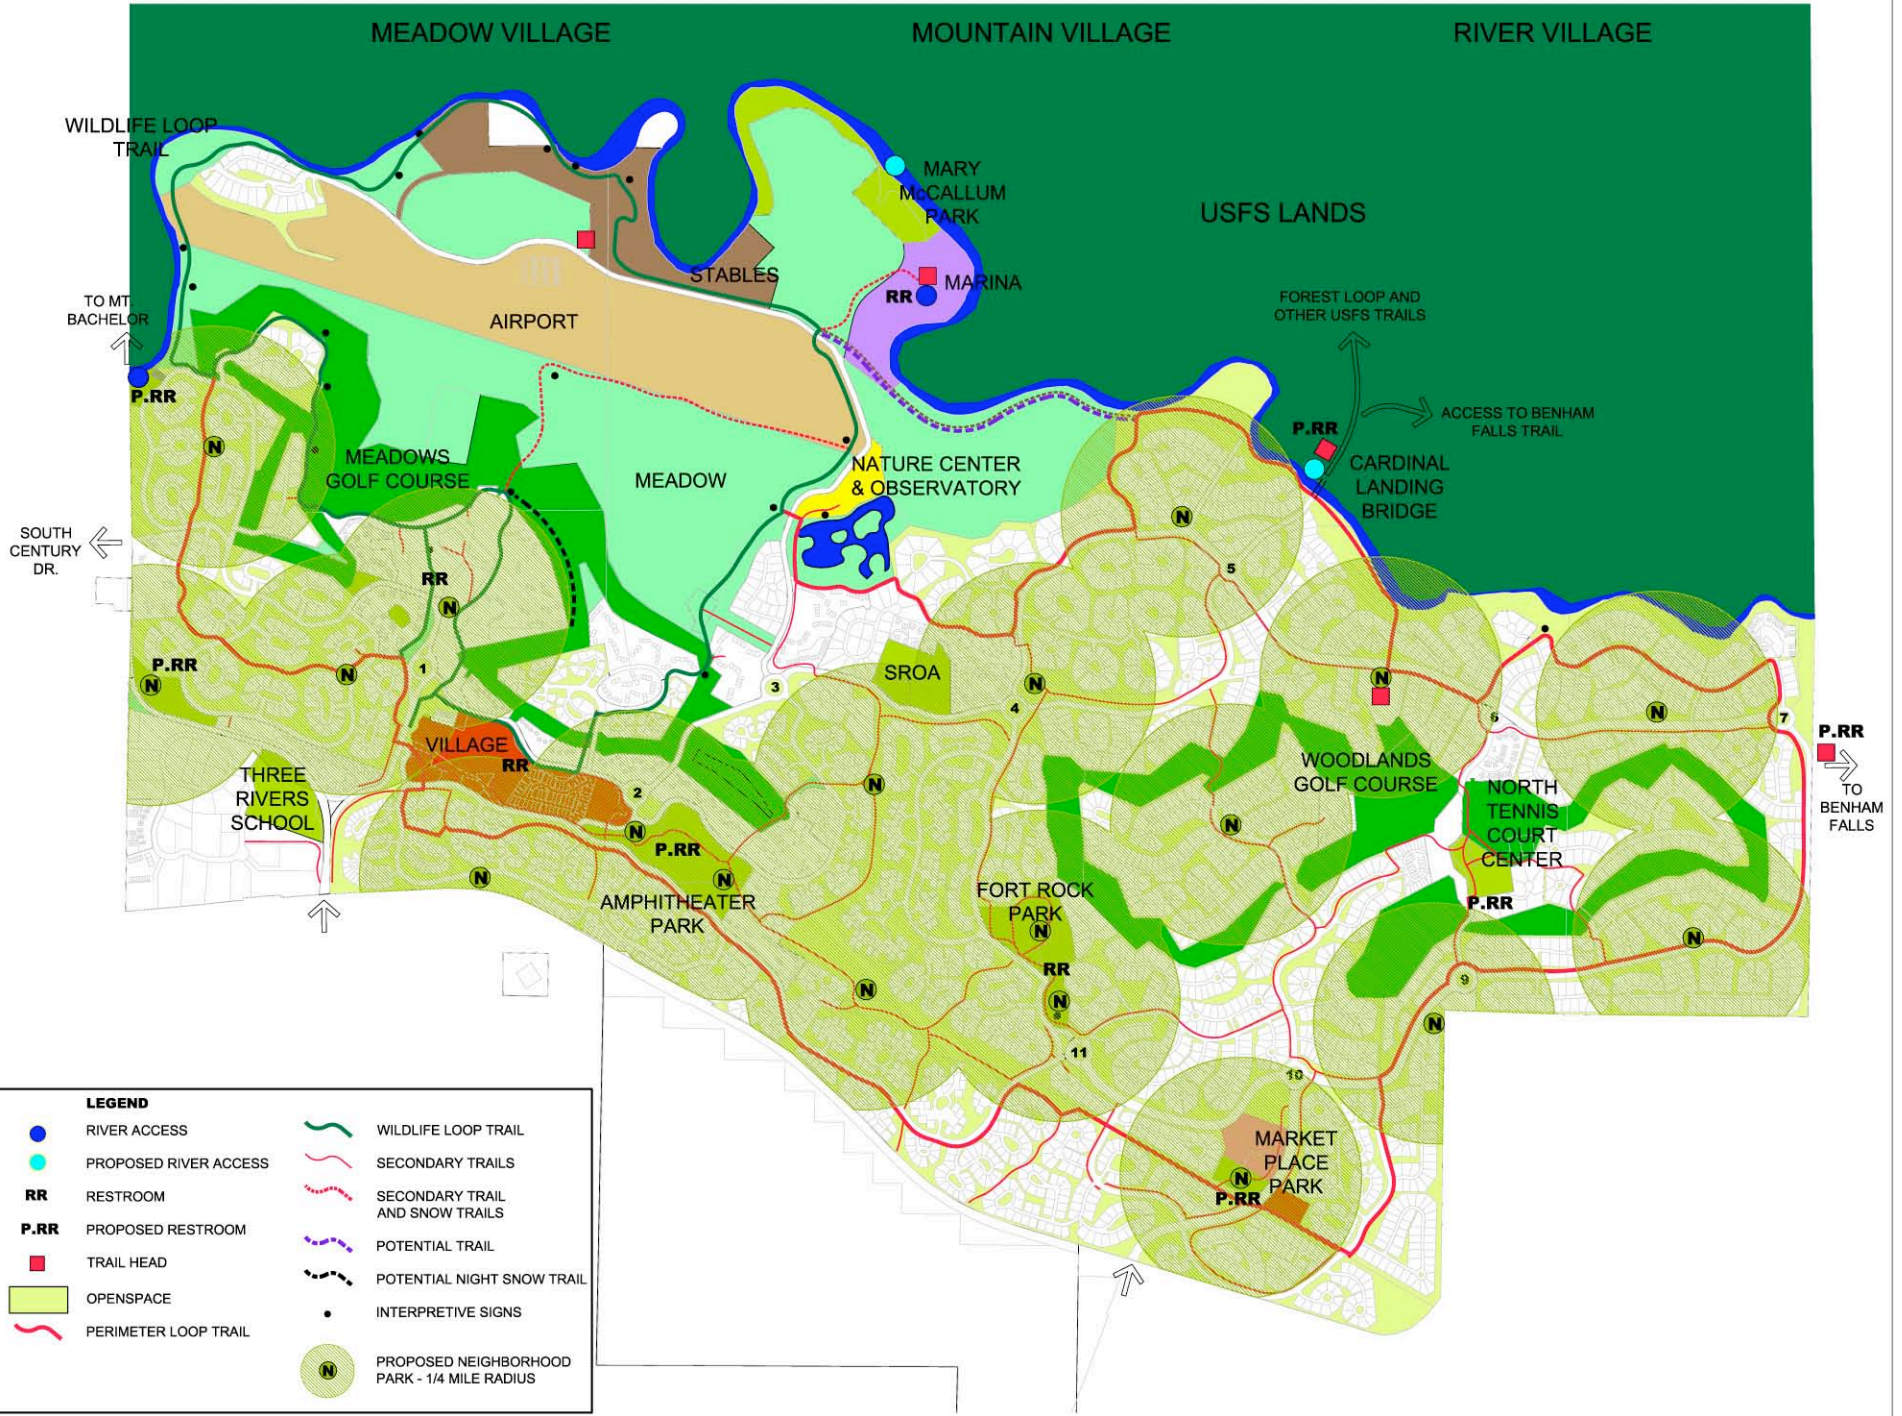 MEADOW VILLAGE
MOUNTAIN VILLAGE
RIVER VILLAGE
WILDLIFE LOOP
TRAIL
MARY
McCALLUM
PARK
USFS LANDS
STABLES
RR
MARINA
TO MT.
BACHELOR
AIRPORT
FOREST LOOP AND
OTHER USFS TRAILS
P.RR
ACCESS TO BENHAM
FALLS TRAIL
P.RR
N
MEADOWS
GOLF COURSE
MEADOW
NATURE CENTER
& OBSERVATORY
CARDINAL
LANDING
BRIDGE
N
SOUTH
CENTURY
DR.
RR
N
5
P.RR
N
N
1
3
SROA
N
4
N
6
N
7
VILLAGE
RR
P.RR
TO
BENHAM
FALLS
THREE
RIVERS
SCHOOL
2
N
N
N
WOODLANDS
GOLF COURSE
NORTH
TENNIS
COURT
CENTER
P.RR
N
N
AMPHITHEATER
PARK
FORT ROCK
PARK
N
P.RR
N
RR
N
N
9
N
11
10
MARKET
PLACE
PARK
N
P.RR
LEGEND
RIVER ACCESS
PROPOSED RIVER ACCESS
RR RESTROOM
P.RR PROPOSED RESTROOM
TRAIL HEAD
OPENSPACE
PERIMETER LOOP TRAIL
WILDLIFE LOOP TRAIL
SECONDARY TRAILS
SECONDARY TRAIL
AND SNOW TRAILS
POTENTIAL TRAIL
POTENTIAL NIGHT SNOW TRAIL
INTERPRETIVE SIGNS
N
PROPOSED NEIGHBORHOOD
PARK - 1/4 MILE RADIUS